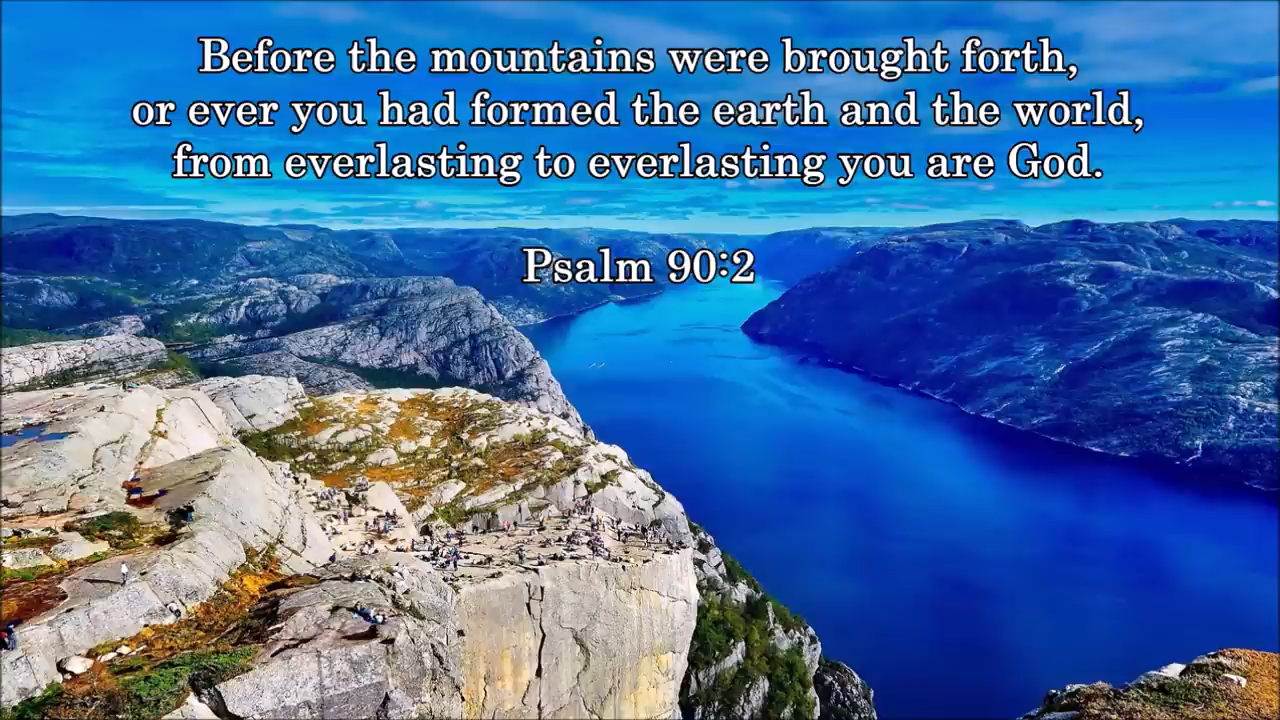 Before the mountains were brought forth,
or ever you had formed the earth and the world,
from everlasting to everlasting you are God.
Psalm 90:2